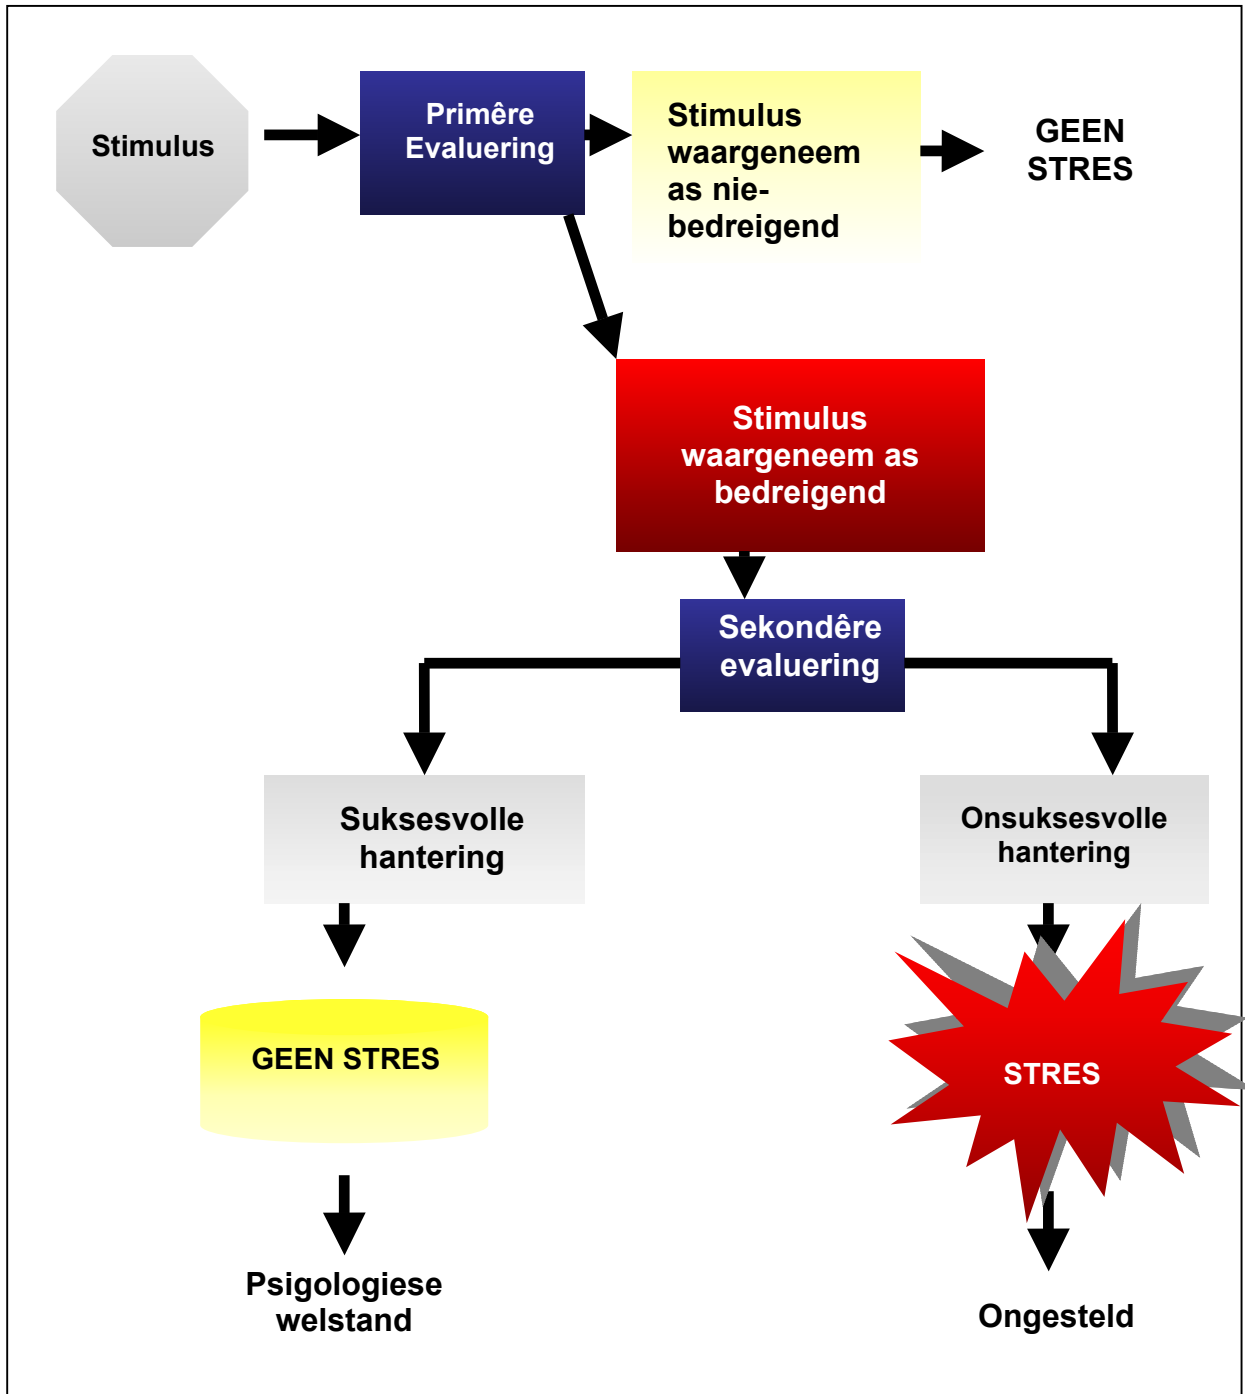 Stimulus
Primêre
Evaluering
Stimulus
waargeneem
as nie-
bedreigend
GEEN
STRES
Stimulus
waargeneem as
bedreigend
Sekondêre
evaluering
Suksesvolle
hantering
Onsuksesvolle
hantering
GEEN STRES
STRES
Psigologiese
welstand
Ongesteld